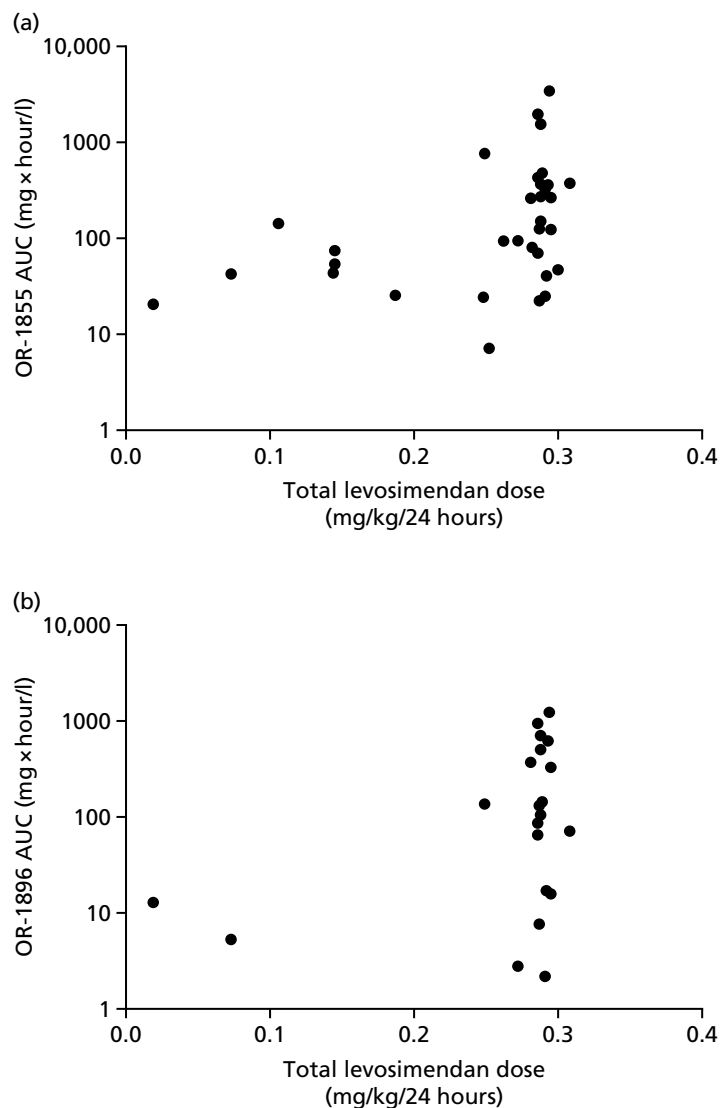 (a)
10,000
1000
100
10
1
OR-1855 AUC (mg × hour/l)
0.0 0.1 0.2 0.3 0.4
Total levosimendan dose
(mg/kg/24 hours)
(b)
10,000
1000
100
10
1
OR-1896 AUC (mg × hour/l)
0.0 0.1 0.2 0.3 0.4
Total levosimendan dose
(mg/kg/24 hours)